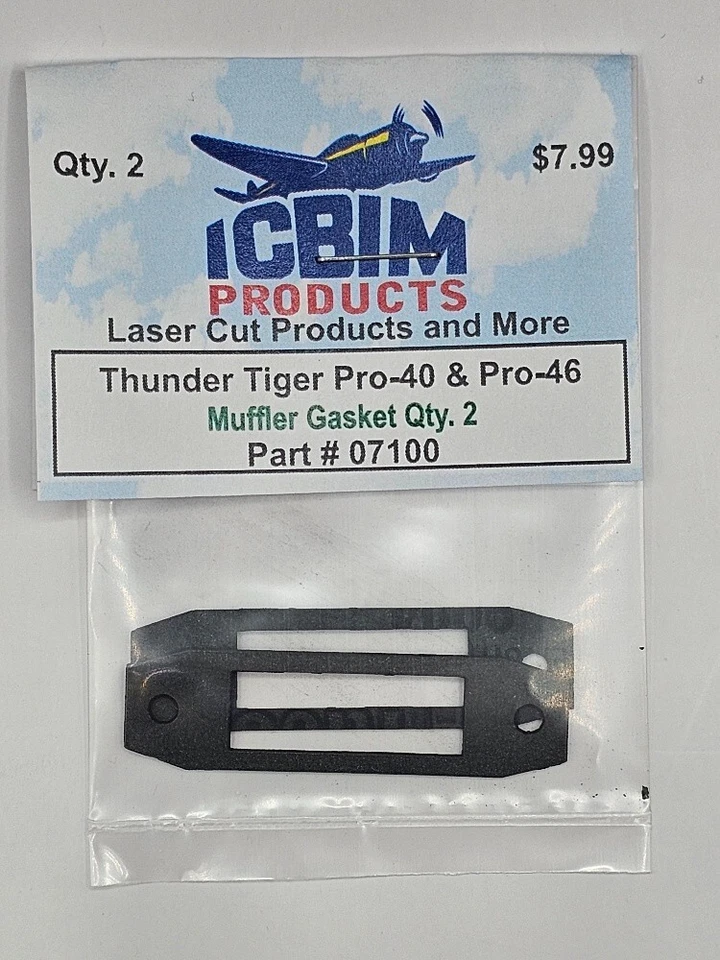 Qty. 2
$7.99
ICBIM
PRODUCTS
Laser Cut Products and More
Thunder Tiger Pro-40 & Pro-46
Muffler Gasket Qty. 2
Part # 07100